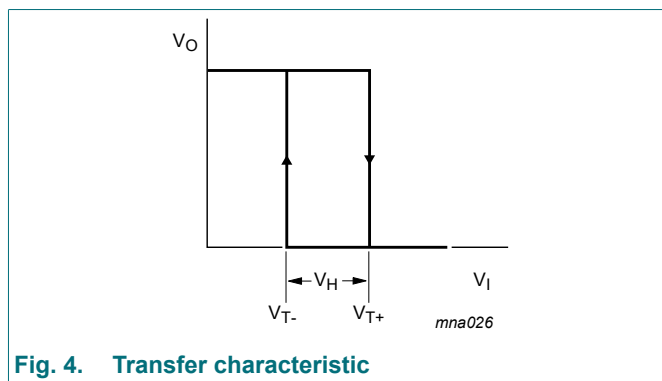 VO
VH
VI
VT-
VT+
mna026
Fig. 4. Transfer characteristic